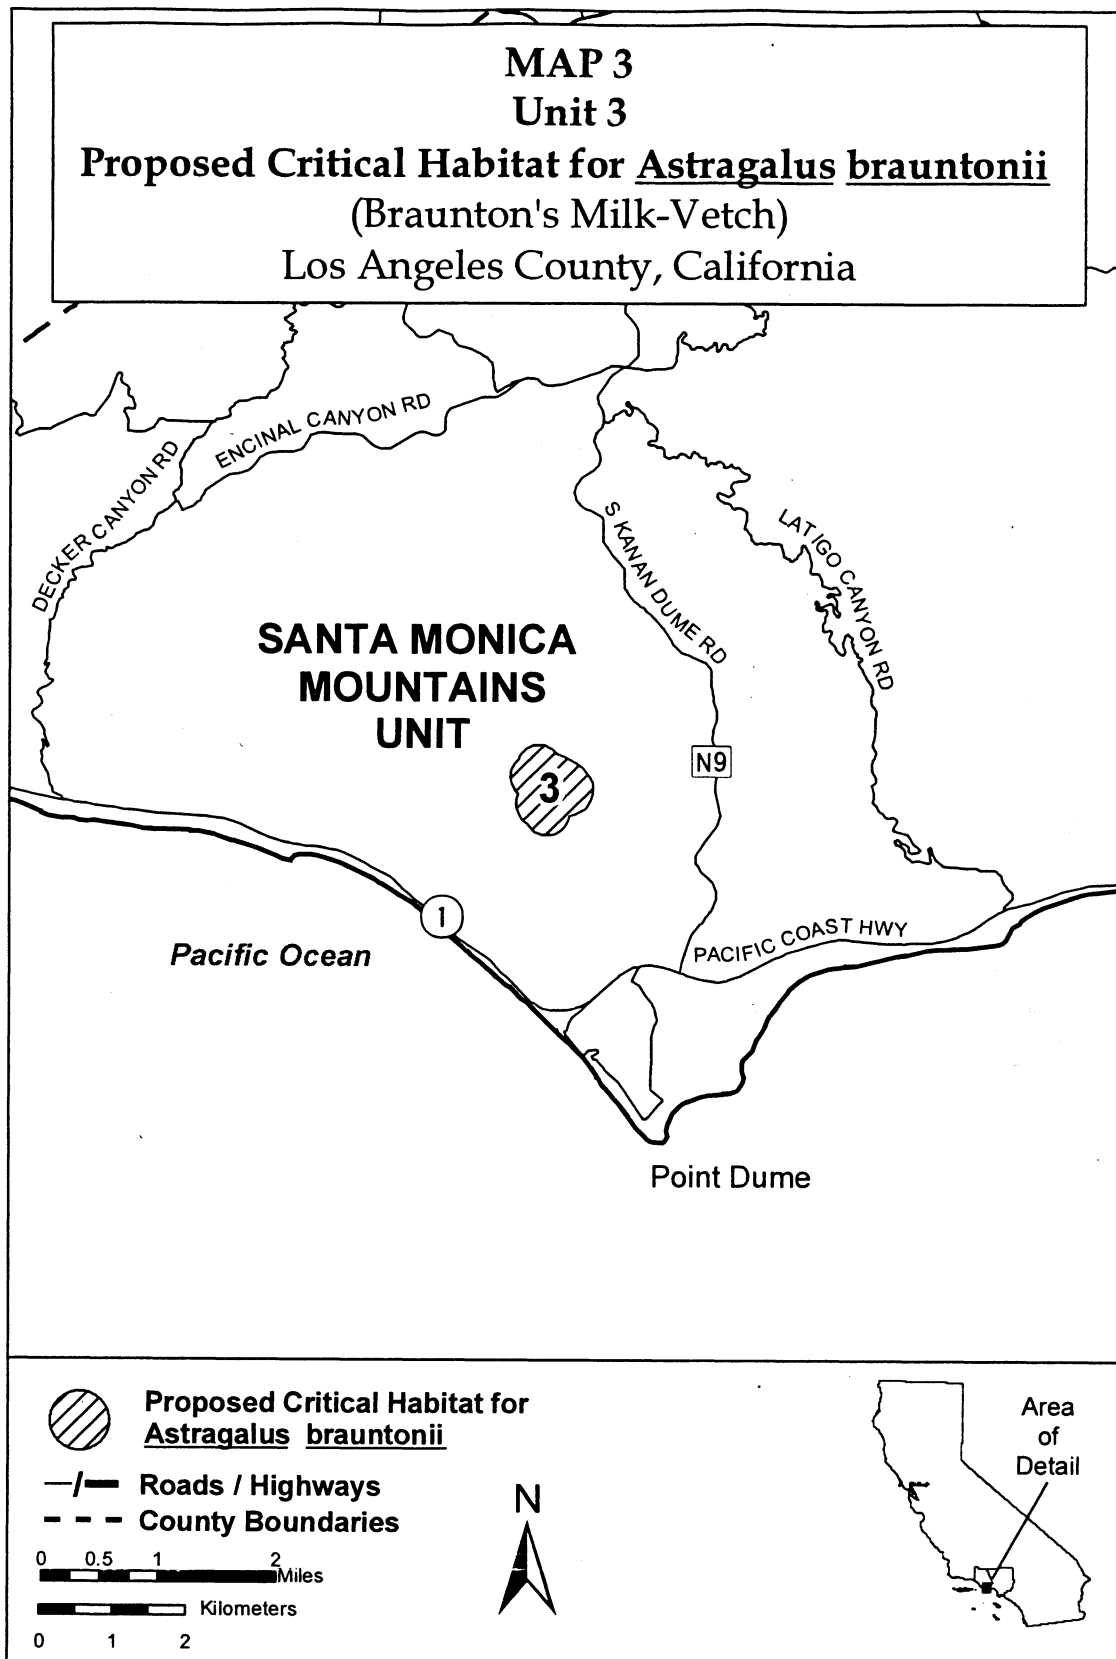 MAP 3
Unit 3
Proposed Critical Habitat for Astragalus brauntonii
(Braunton's Milk-Vetch)
Los Angeles County, California
ENCINAL CANYON RD
DECKER CANYON RD
S KANAN DUME RD
LATIGO CANYON RD
SANTA MONICA
MOUNTAINS
UNIT
3
N9
1
Pacific Ocean
PACIFIC COAST HWY
Point Dume
Proposed Critical Habitat for
Astragalus brauntonii
Roads / Highways
County Boundaries
0 0.5 1 2
Miles
Kilometers
0 1 2
N
Area
of
Detail